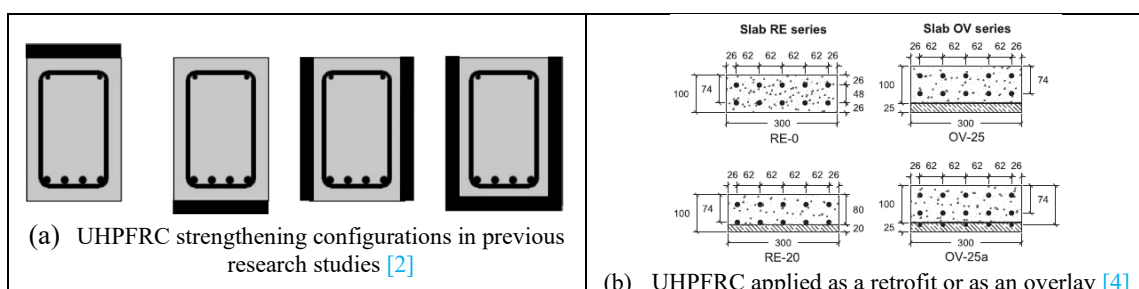 (a) UHPFRC strengthening configurations in previous
research studies [2]
Slab RE series
26 62 62 62 62 26
100
74
26
48
26
300
RE-0
Slab OV series
26 62 62 62 62 26
100
25
74
300
OV-25
26 62 62 62 62 26
100
74
80
20
300
RE-20
26 62 62 62 62 26
100
25
74
300
OV-25a
(b) UHPFRC applied as a retrofit or as an overlay [4]